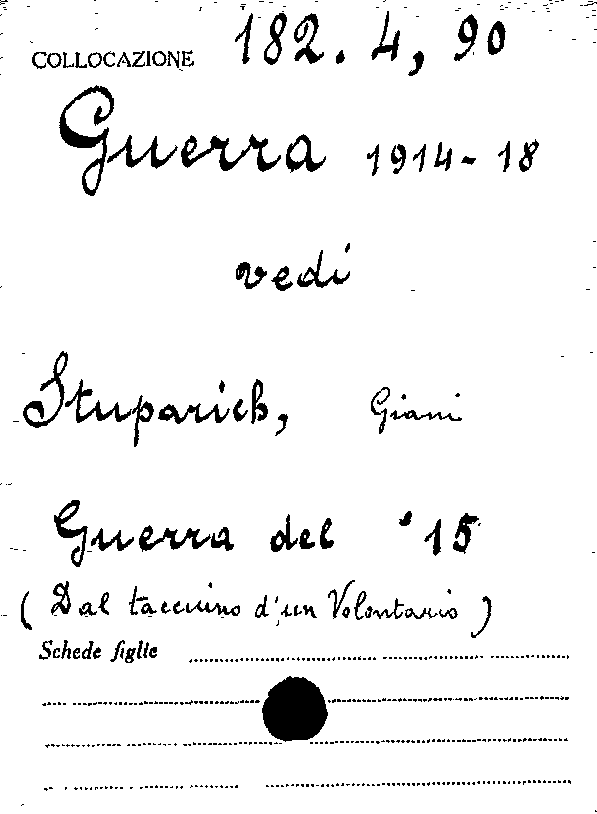 COLLOCAZIONE 182. 4, 90
Guerra 1914-18
vedi
Stuparich, Giani
Guerra del '15
( Dal taccuino d'un Volontario )
Schede figlie